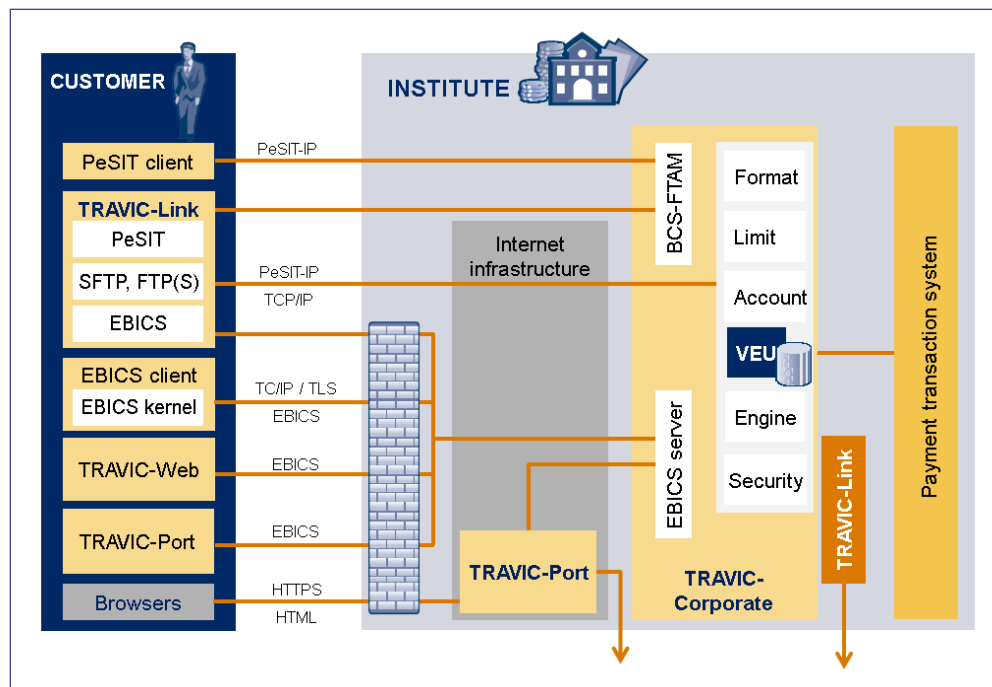 CUSTOMER
PeSIT client
TRAVIC-Link
PeSIT
SFTP, FTP(S)
EBICS
EBICS client
EBICS kernel
TRAVIC-Web
TRAVIC-Port
Browsers
PeSIT-IP
PeSIT-IP
TCP/IP
TC/IP / TLS
EBICS
EBICS
EBICS
HTTPS
HTML
INSTITUTE
Internet
infrastructure
TRAVIC-Port
BCS-FTAM
EBICS server
Format
Limit
Account
VEU
Engine
Security
TRAVIC-
Corporate
TRAVIC-Link
Payment transaction system